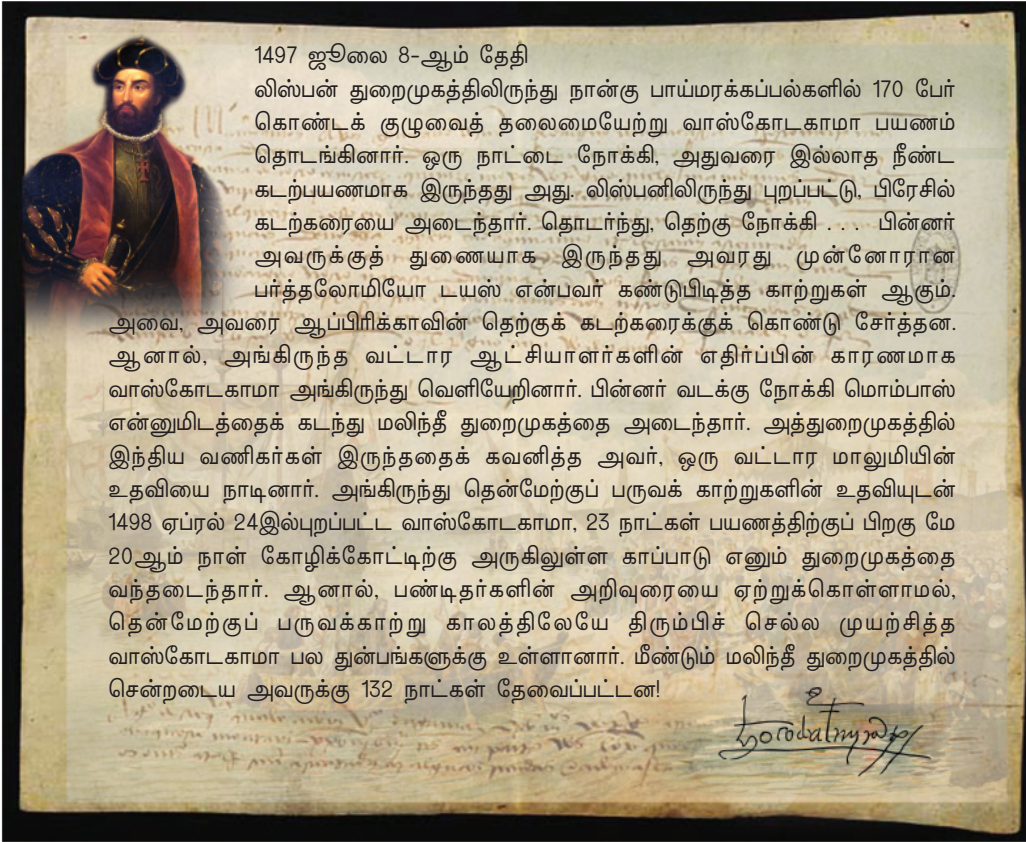 1497 ஜூலை 8-ஆம் தேதி
லிஸ்பன் துறைமுகத்திலிருந்து நான்கு பாய்மரக்கப்பல்களில் 170 பேர்
கொண்டக் குழுவைத் தலைமையேற்று வாஸ்கோடகாமா பயணம்
தொடங்கினார். ஒரு நாட்டை நோக்கி, அதுவரை இல்லாத நீண்ட
கடற்பயணமாக இருந்தது அது. லிஸ்பனிலிருந்து புறப்பட்டு, பிரேசில்
கடற்கரையை அடைந்தார். தொடர்ந்து, தெற்கு நோக்கி . . . பின்னர்
அவருக்குத் துணையாக இருந்தது அவரது முன்னோரான
பர்த்தலோமியோ டயஸ் என்பவர் கண்டுபிடித்த காற்றுகள் ஆகும்.
அவை, அவரை ஆப்பிரிக்காவின் தெற்குக் கடற்கரைக்குக் கொண்டு சேர்த்தன.
ஆனால், அங்கிருந்த வட்டார ஆட்சியாளர்களின் எதிர்ப்பின் காரணமாக
வாஸ்கோடகாமா அங்கிருந்து வெளியேறினார். பின்னர் வடக்கு நோக்கி மொம்பாஸ்
என்னுமிடத்தைக் கடந்து மலிந்தீ துறைமுகத்தை அடைந்தார். அத்துறைமுகத்தில்
இந்திய வணிகர்கள் இருந்ததைக் கவனித்த அவர், ஒரு வட்டார மாலுமியின்
உதவியை நாடினார். அங்கிருந்து தென்மேற்குப் பருவக் காற்றுகளின் உதவியுடன்
1498 ஏப்ரல் 24இல்புறப்பட்ட வாஸ்கோடகாமா, 23 நாட்கள் பயணத்திற்குப் பிறகு மே
20ஆம் நாள் கோழிக்கோட்டிற்கு அருகிலுள்ள காப்பாடு எனும் துறைமுகத்தை
வந்தடைந்தார். ஆனால், பண்டிதர்களின் அறிவுரையை ஏற்றுக்கொள்ளாமல்,
தென்மேற்குப் பருவக்காற்று காலத்திலேயே திரும்பிச் செல்ல முயற்சித்த
வாஸ்கோடகாமா பல துன்பங்களுக்கு உள்ளானார். மீண்டும் மலிந்தீ துறைமுகத்தில்
சென்றடைய அவருக்கு 132 நாட்கள் தேவைப்பட்டன!